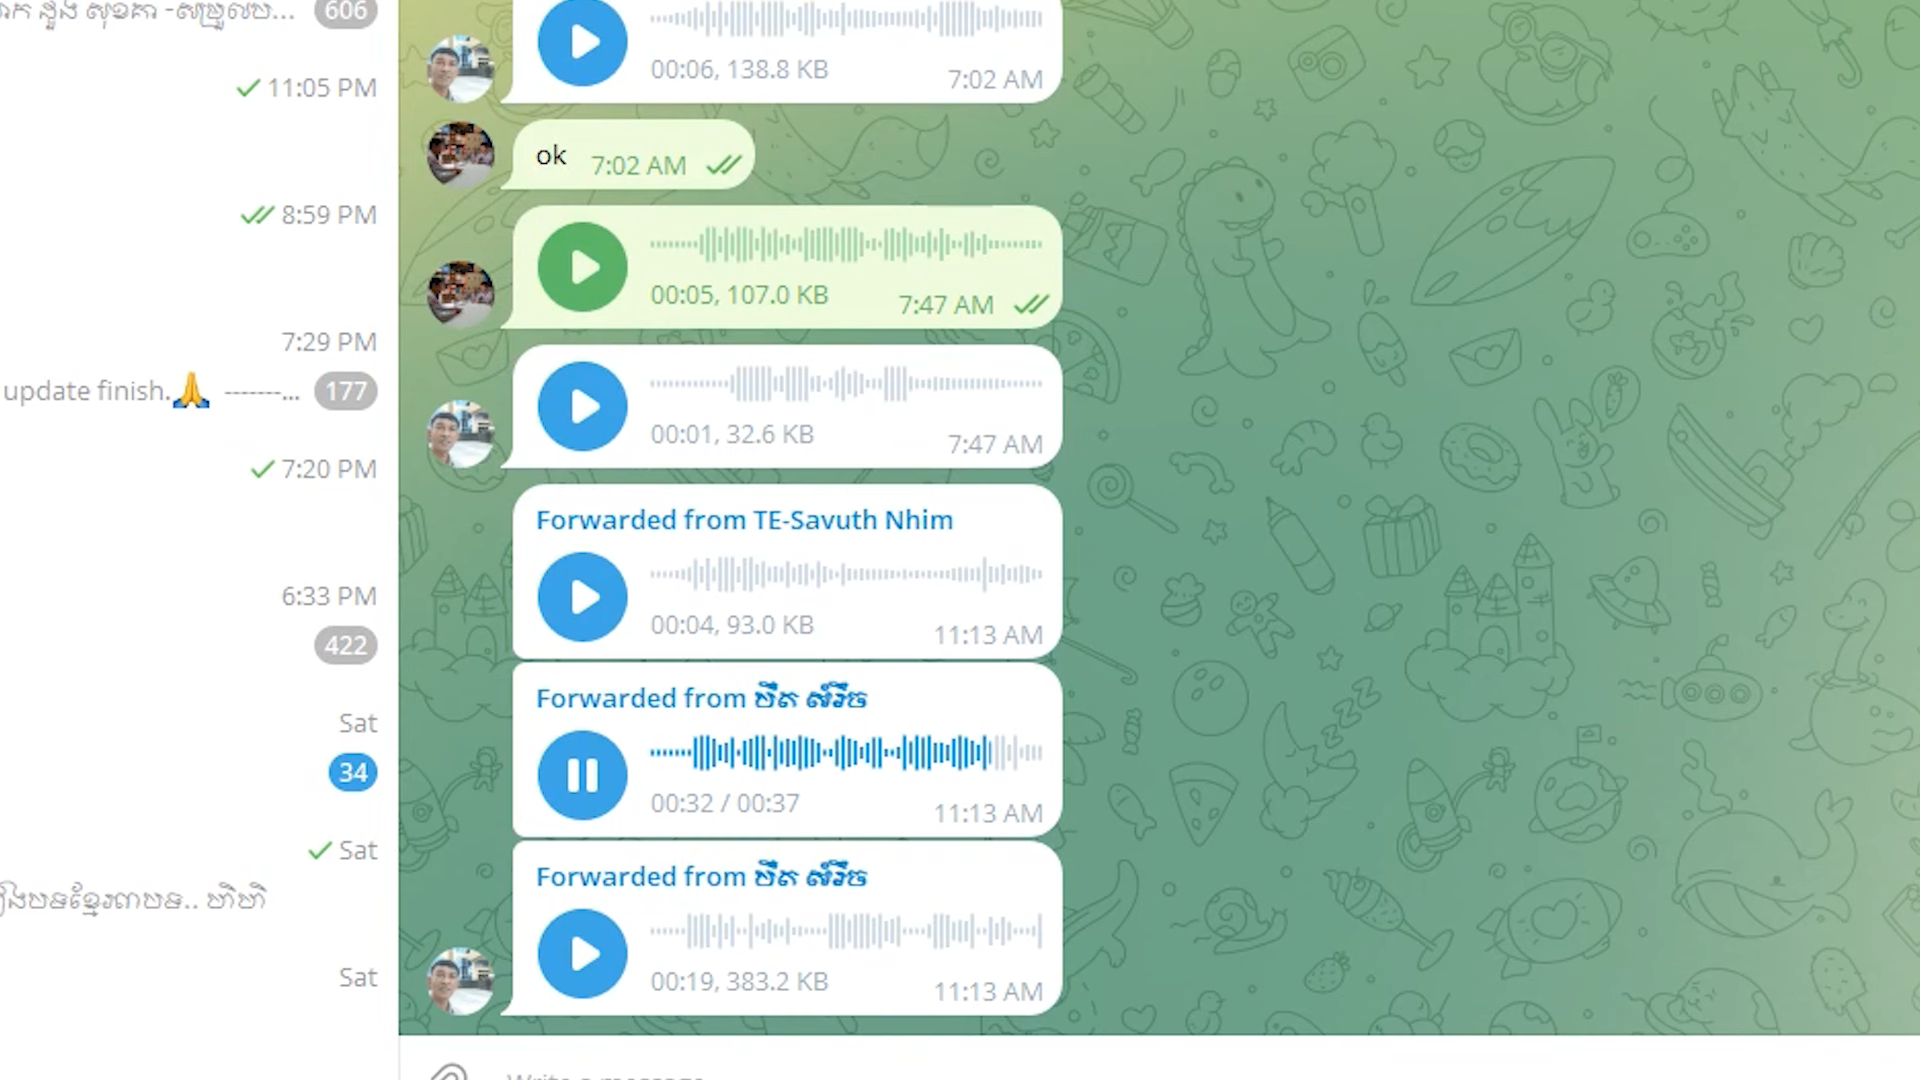 606
11:05 PM
8:59 PM
7:29 PM
update finish.🙏 -------... 177
7:20 PM
6:33 PM
422
Sat
34
Sat
Sat
00:06, 138.8 KB 7:02 AM
ok 7:02 AM
00:05, 107.0 KB 7:47 AM
00:01, 32.6 KB 7:47 AM
Forwarded from TE-Savuth Nhim
00:04, 93.0 KB 11:13 AM
Forwarded from
00:32 / 00:37 11:13 AM
Forwarded from
00:19, 383.2 KB 11:13 AM
Write a message